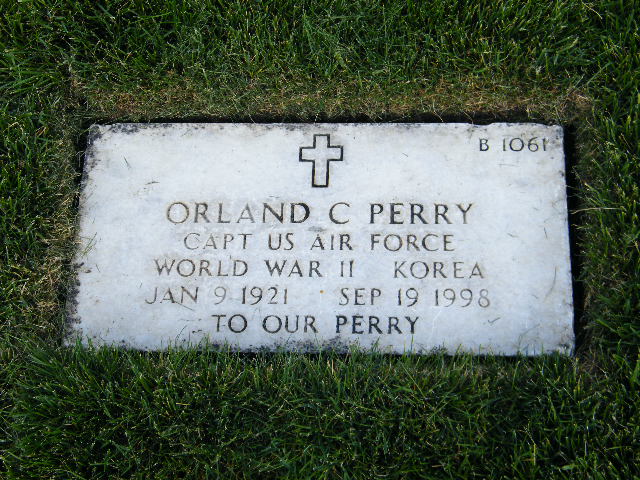 B 1061
ORLAND C PERRY
CAPT US AIR FORCE
WORLD WAR II KOREA
JAN 9 1921 SEP 19 1998
TO OUR PERRY